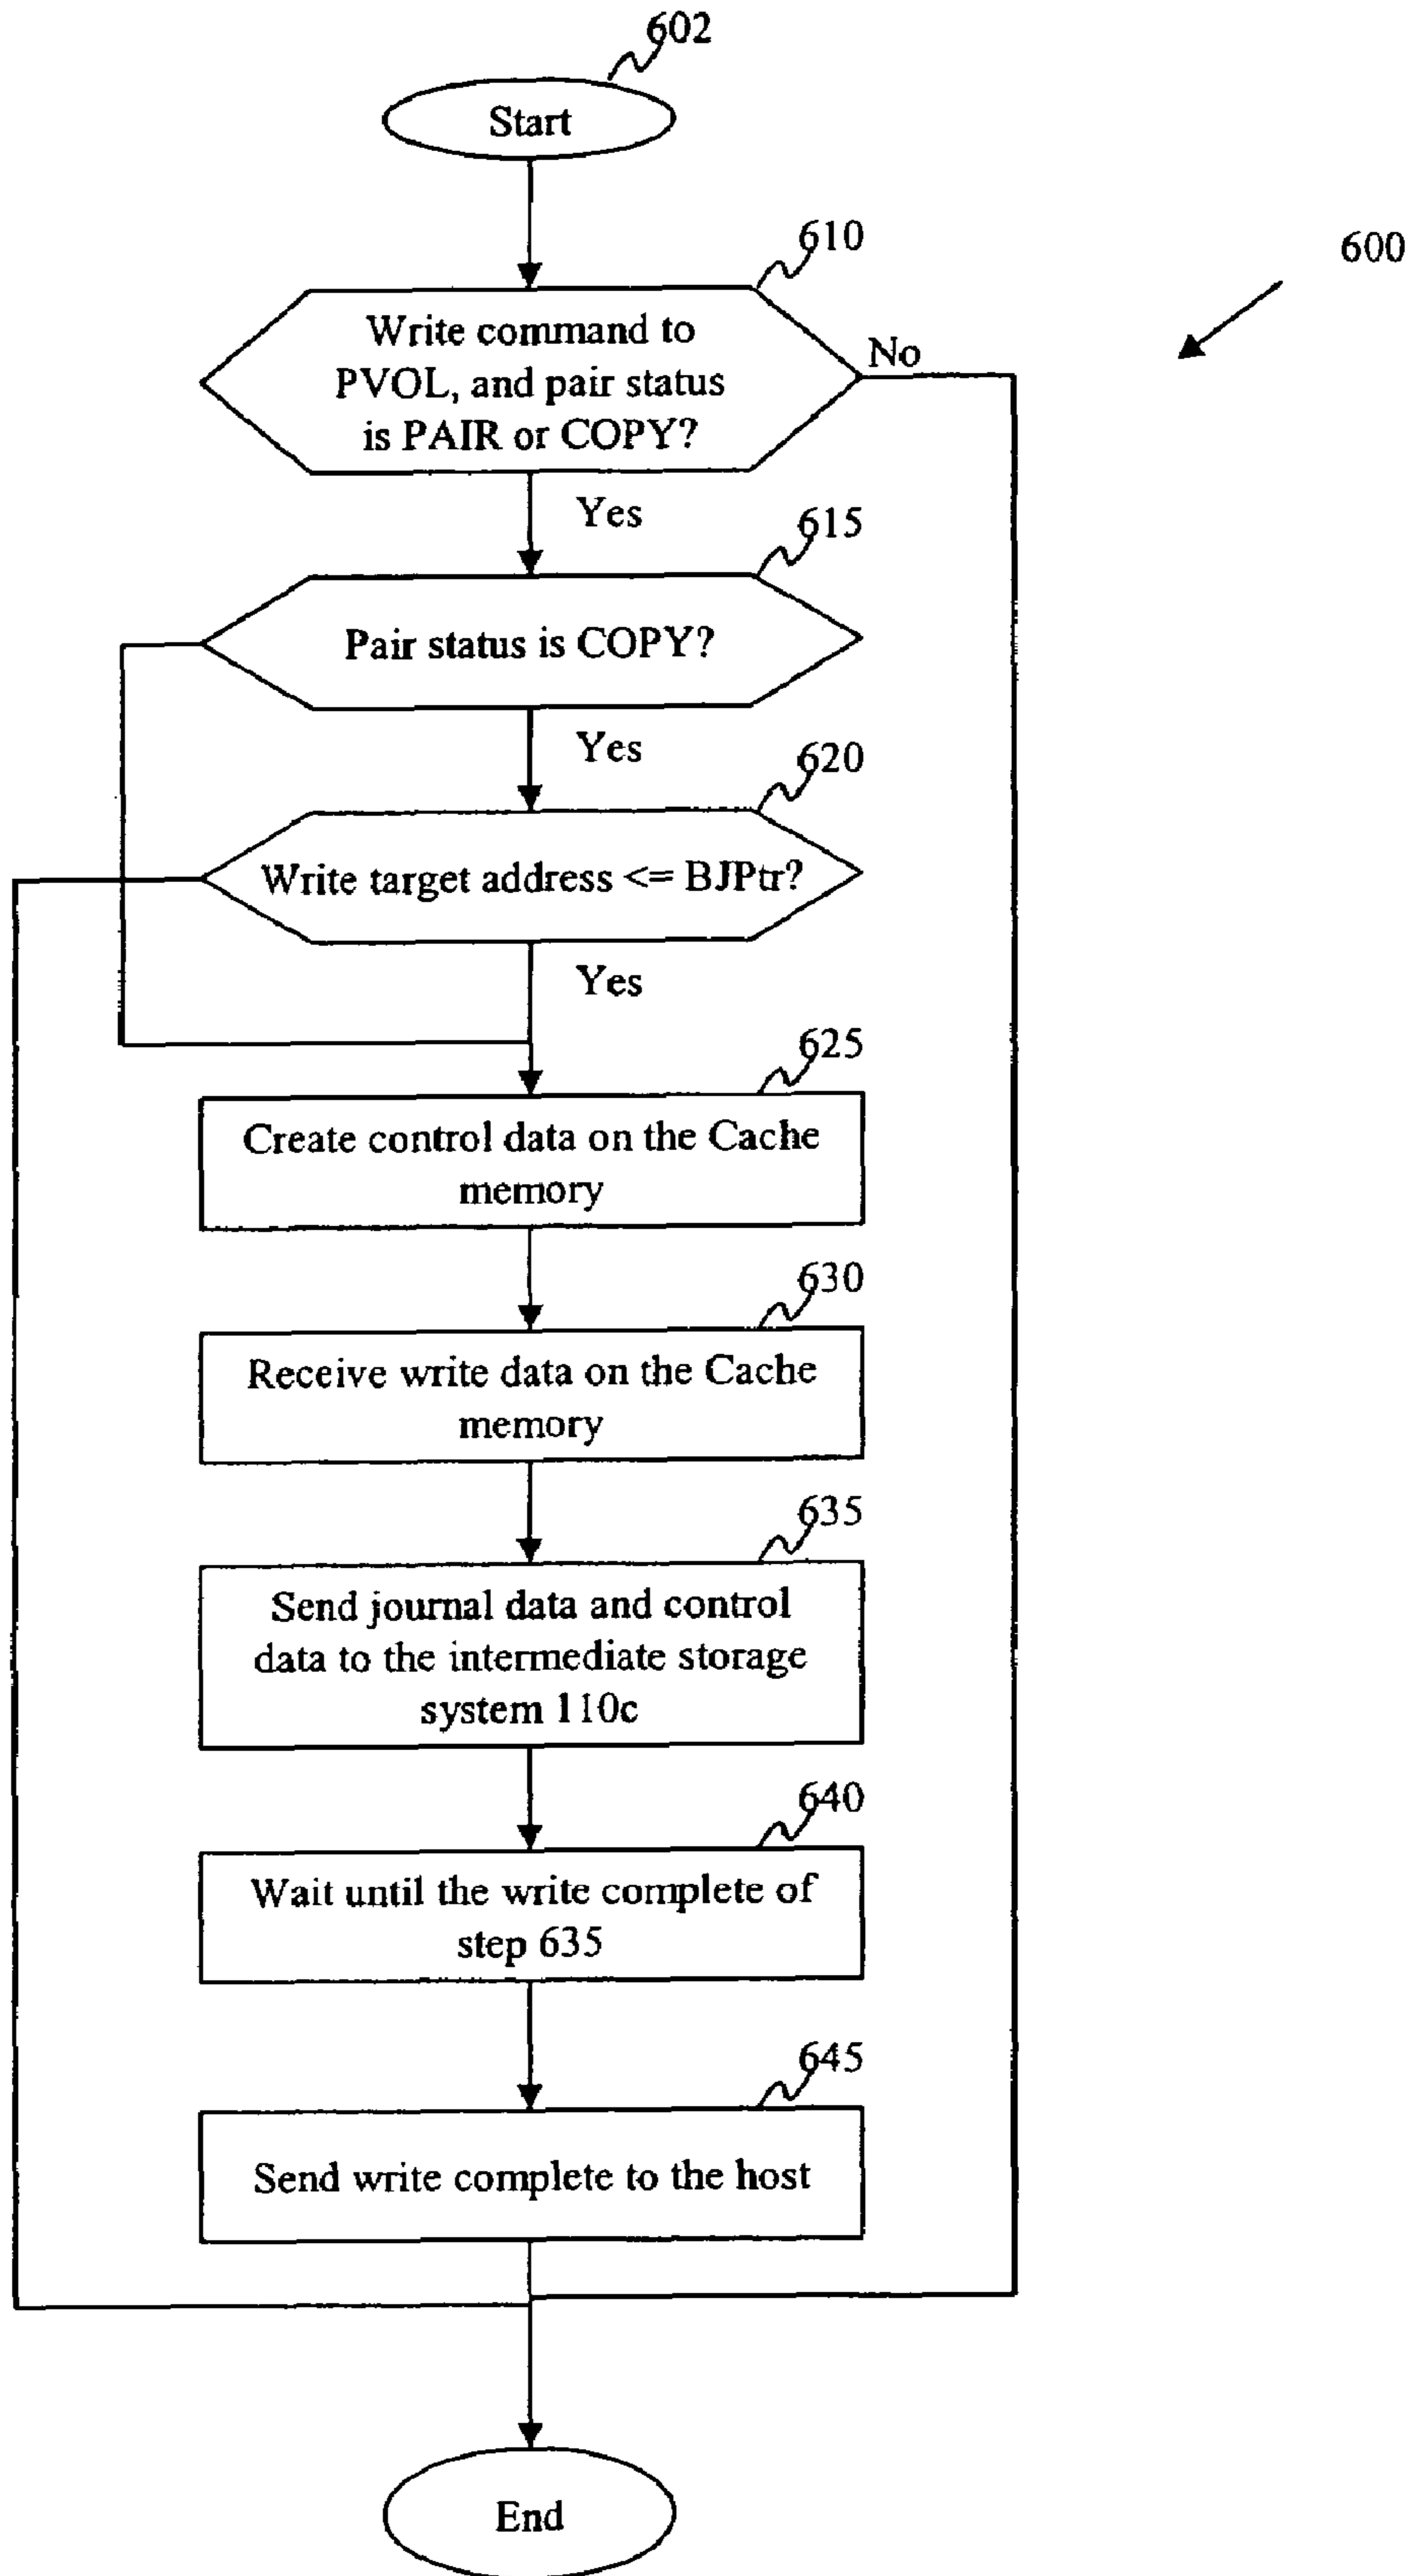 602
Start
610
600
Write command to
PVOL, and pair status
is PAIR or COPY?
No
Yes
615
Pair status is COPY?
Yes
620
Write target address <= BJPtr?
Yes
625
Create control data on the Cache
memory
630
Receive write data on the Cache
memory
635
Send journal data and control
data to the intermediate storage
system 110c
640
Wait until the write complete of
step 635
645
Send write complete to the host
End